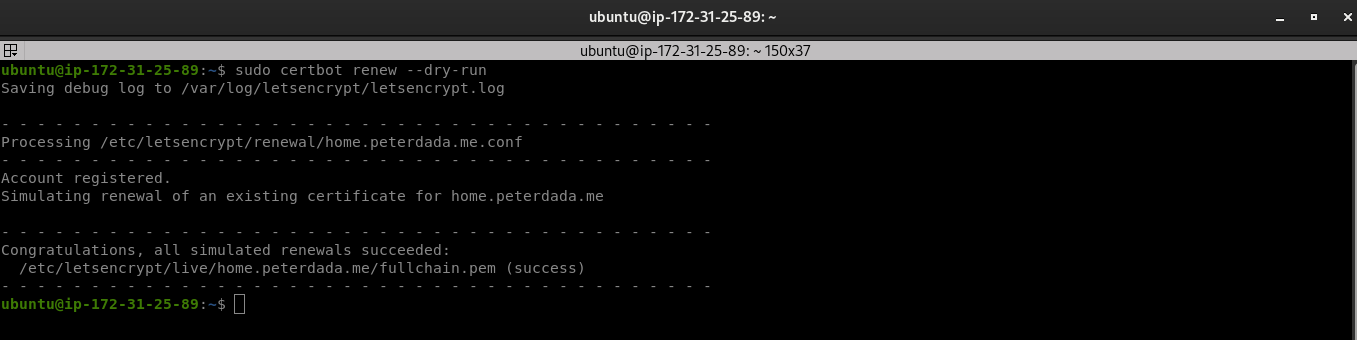 ubuntu@ip-172-31-25-89: ~
ubuntu@ip-172-31-25-89: ~ 150x37
ubuntu@ip-172-31-25-89:~$ sudo certbot renew --dry-run
Saving debug log to /var/log/letsencrypt/letsencrypt.log
- - - - - - - - - - - - - - - - - - - - - - - - - - - - - - - - - - - - - - - -
Processing /etc/letsencrypt/renewal/home.peterdada.me.conf
- - - - - - - - - - - - - - - - - - - - - - - - - - - - - - - - - - - - - - - -
Account registered.
Simulating renewal of an existing certificate for home.peterdada.me
- - - - - - - - - - - - - - - - - - - - - - - - - - - - - - - - - - - - - - - -
Congratulations, all simulated renewals succeeded:
  /etc/letsencrypt/live/home.peterdada.me/fullchain.pem (success)
- - - - - - - - - - - - - - - - - - - - - - - - - - - - - - - - - - - - - - - -
ubuntu@ip-172-31-25-89:~$